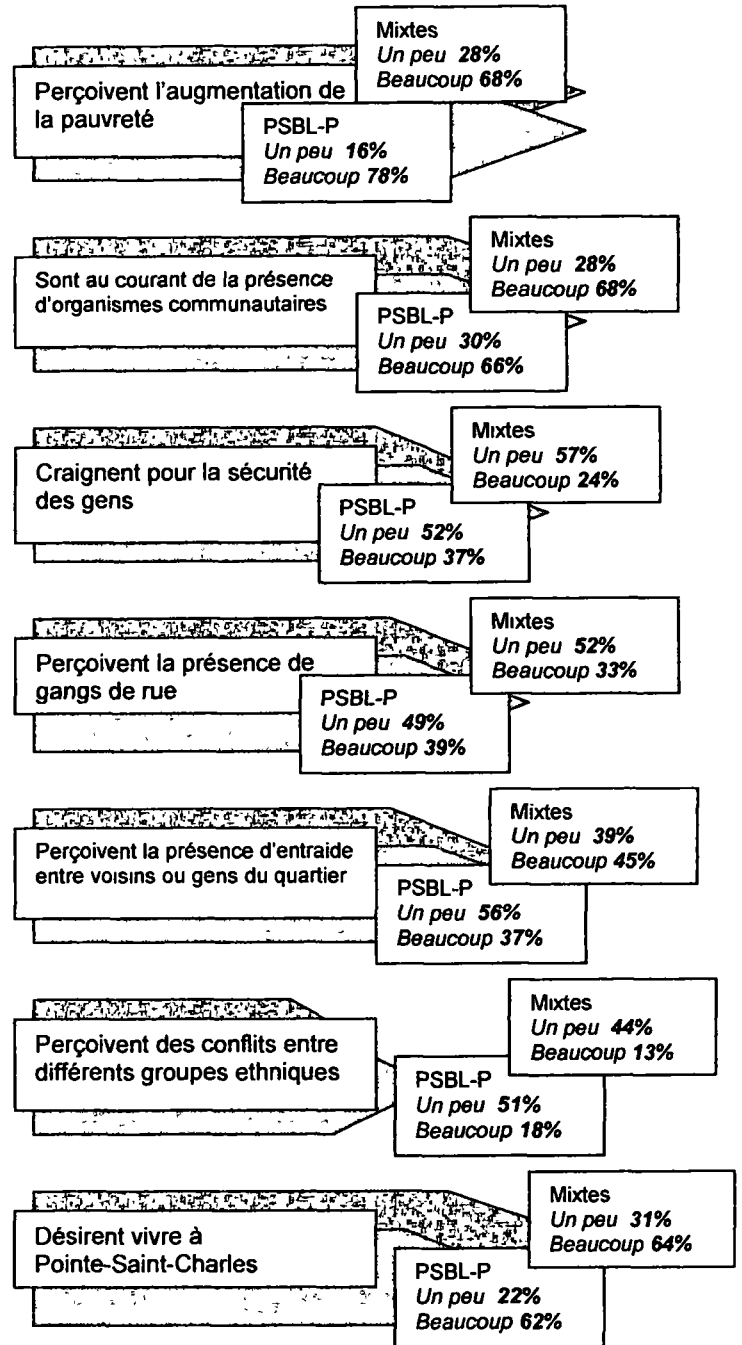 Mixtes
Un peu 28%
Beaucoup 68%
Perçoivent l'augmentation de
la pauvreté
PSBL-P
Un peu 16%
Beaucoup 78%
Mixtes
Un peu 28%
Beaucoup 68%
Sont au courant de la présence
d'organismes communautaires
PSBL-P
Un peu 30%
Beaucoup 66%
Mixtes
Un peu 57%
Beaucoup 24%
Craignent pour la sécurité
des gens
PSBL-P
Un peu 52%
Beaucoup 37%
Mixtes
Un peu 52%
Beaucoup 33%
Perçoivent la présence de
gangs de rue
PSBL-P
Un peu 49%
Beaucoup 39%
Mixtes
Un peu 39%
Beaucoup 45%
Perçoivent la présence d'entraide
entre voisins ou gens du quartier
PSBL-P
Un peu 56%
Beaucoup 37%
Mixtes
Un peu 44%
Beaucoup 13%
Perçoivent des conflits entre
différents groupes ethniques
PSBL-P
Un peu 51%
Beaucoup 18%
Mixtes
Un peu 31%
Beaucoup 64%
Désirent vivre à
Pointe-Saint-Charles
PSBL-P
Un peu 22%
Beaucoup 62%